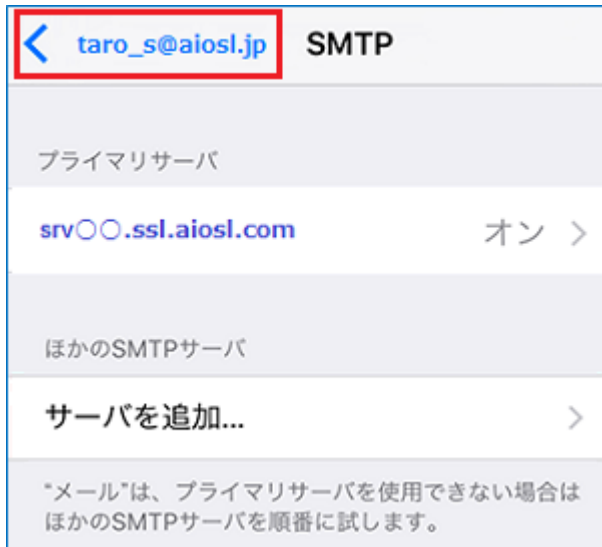 taro_s@aiosl.jp SMTP
プライマリサーバ
srv○○.ssl.aiosl.com オン
ほかのSMTPサーバ
サーバを追加...
“メール”は、プライマリサーバを使用できない場合は
ほかのSMTPサーバを順番に試します。